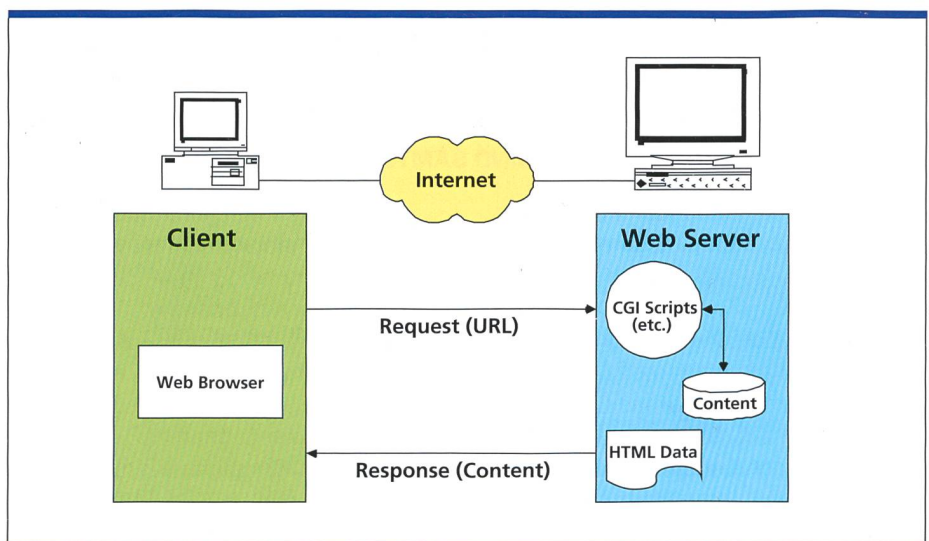 Internet
Client
Web Server
CGI Scripts
(etc.)
Request (URL)
Web Browser
Content
HTML Data
Response (Content)